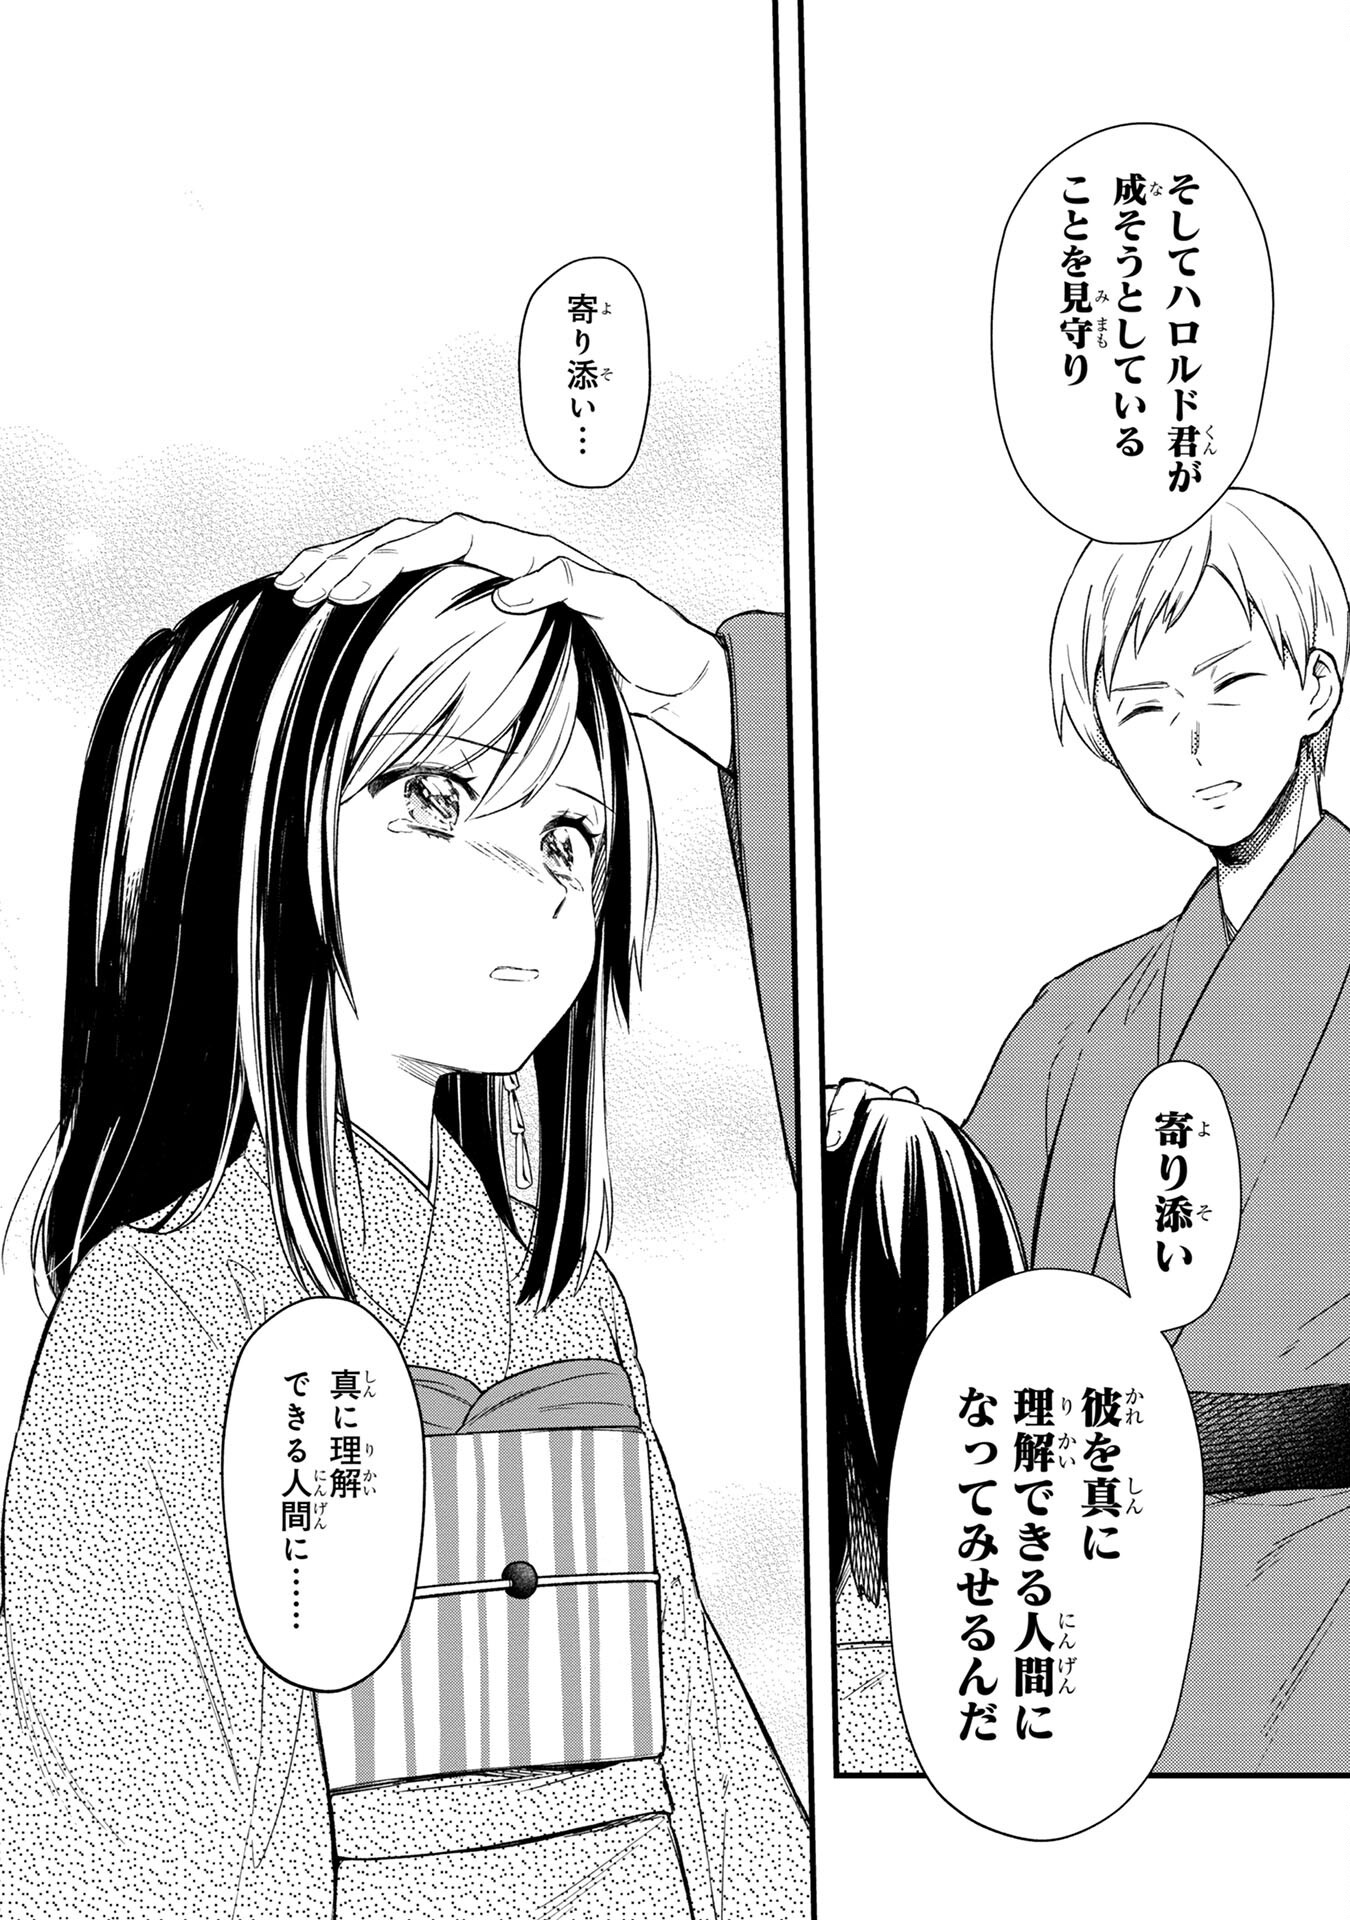 そしてハロルド君が
成そうとしている
ことを見守り
寄り添い
彼を真に
理解できる人間に
なってみせるんだ
寄り添い…
真に理解
できる人間に……